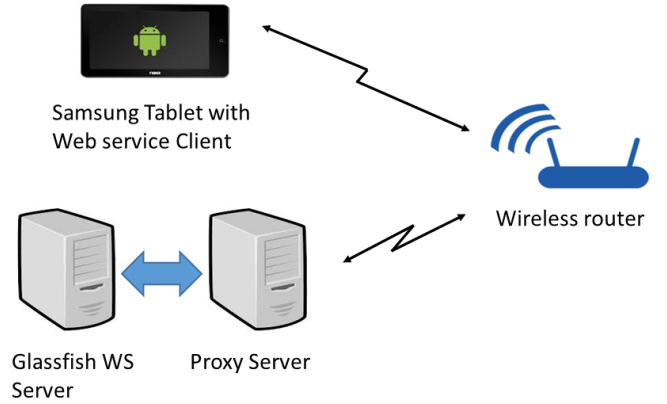 Samsung Tablet with
Web service Client
Wireless router
Glassfish WS
Server
Proxy Server